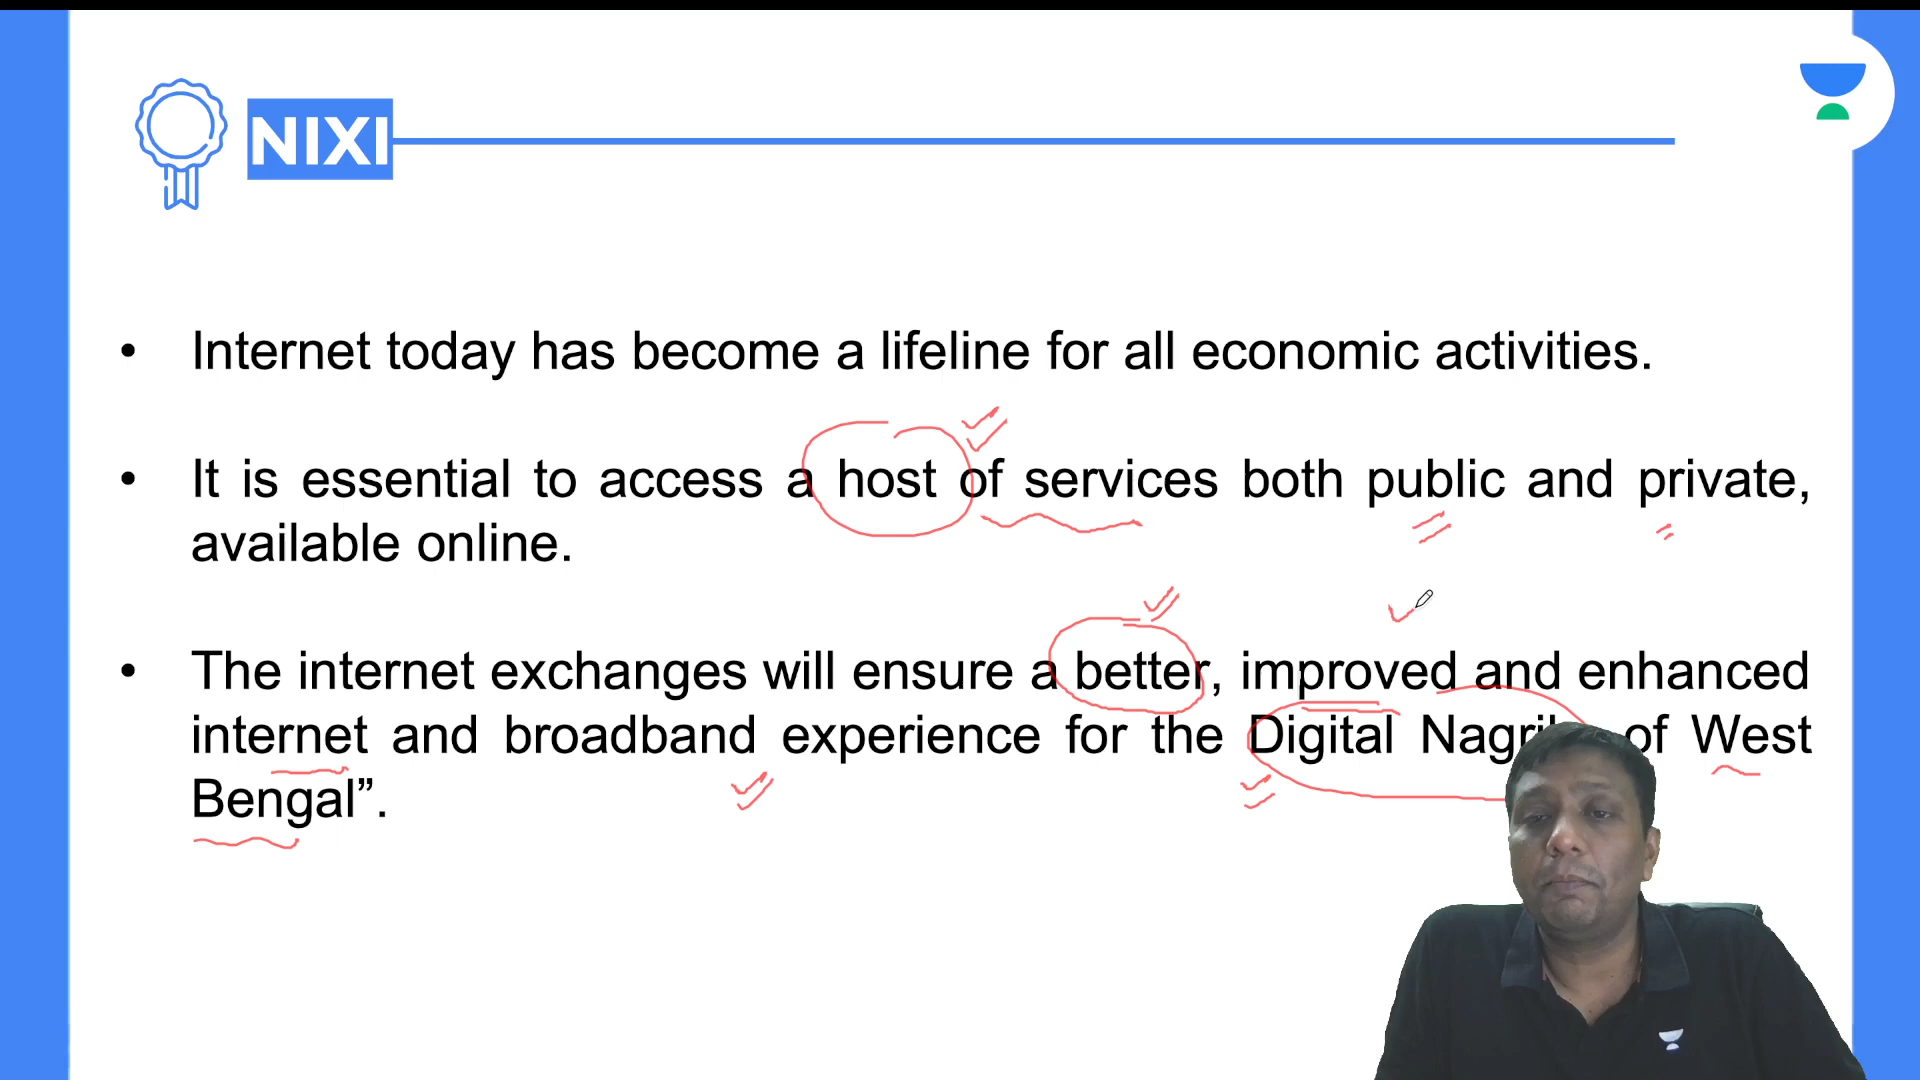 NIXI
• Internet today has become a lifeline for all economic activities.
• It is essential to access a host of services both public and private,
available online.
• The internet exchanges will ensure a better, improved and enhanced
internet and broadband experience for the Digital of West
Bengal”.